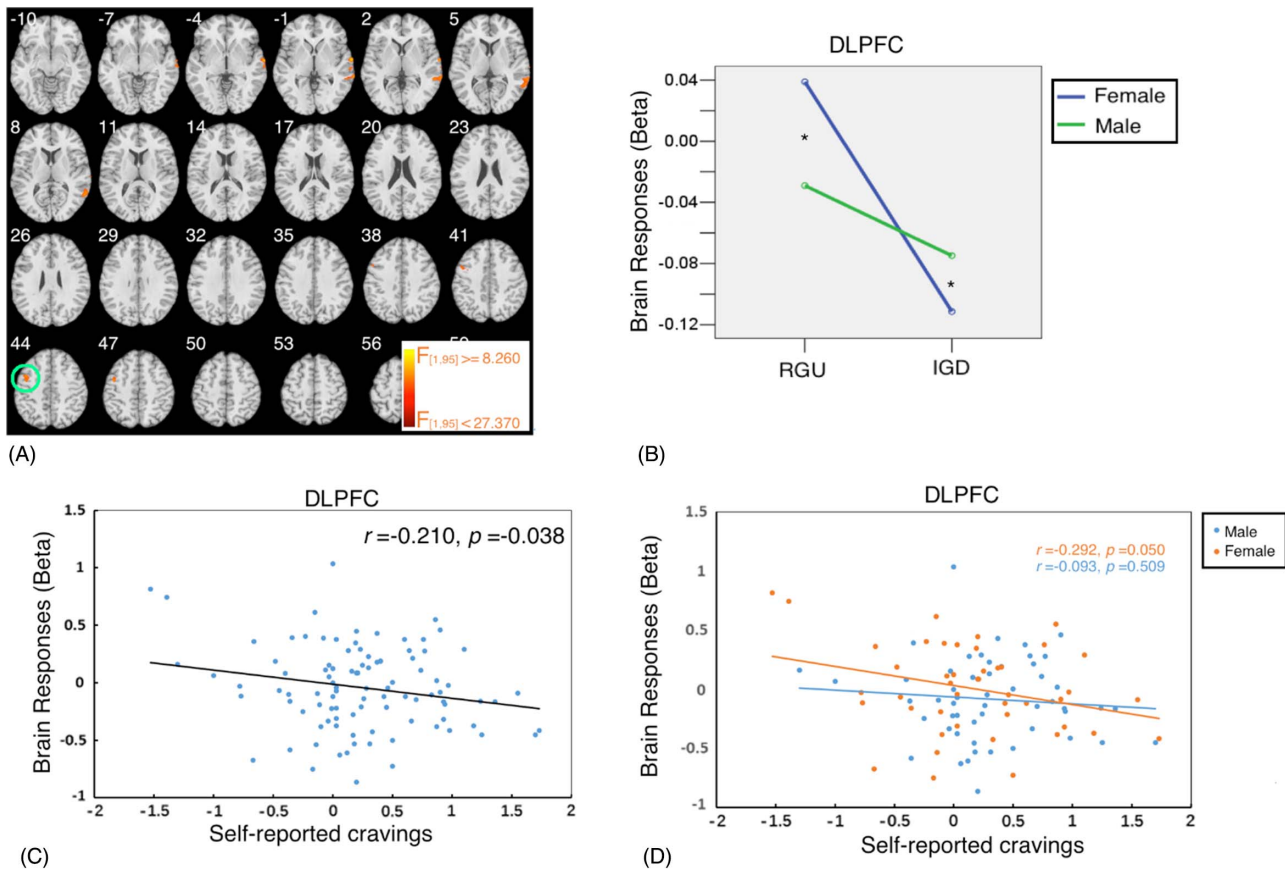 -10 -7 -4 -1 2 5
8 11 14 17 20 23
26 29 32 35 38 41
44 47 50 53 56
F[1,95] >= 8.260
F[1,95] < 27.370
(A)
DLPFC
Brain Responses (Beta)
0.04
0.00
-0.04
-0.08
-0.12
*
*
RGU IGD
Female
Male
(B)
DLPFC
r=-0.210, p=-0.038
Brain Responses (Beta)
1.5
1
0.5
0
-0.5
-1
-2 -1.5 -1 -0.5 0 0.5 1 1.5 2
Self-reported cravings
(C)
DLPFC
Male
Female
r=-0.292, p=0.050
r=-0.093, p=0.509
Brain Responses (Beta)
1.5
1
0.5
0
-0.5
-1
-2 -1.5 -1 -0.5 0 0.5 1 1.5 2
Self-reported cravings
(D)